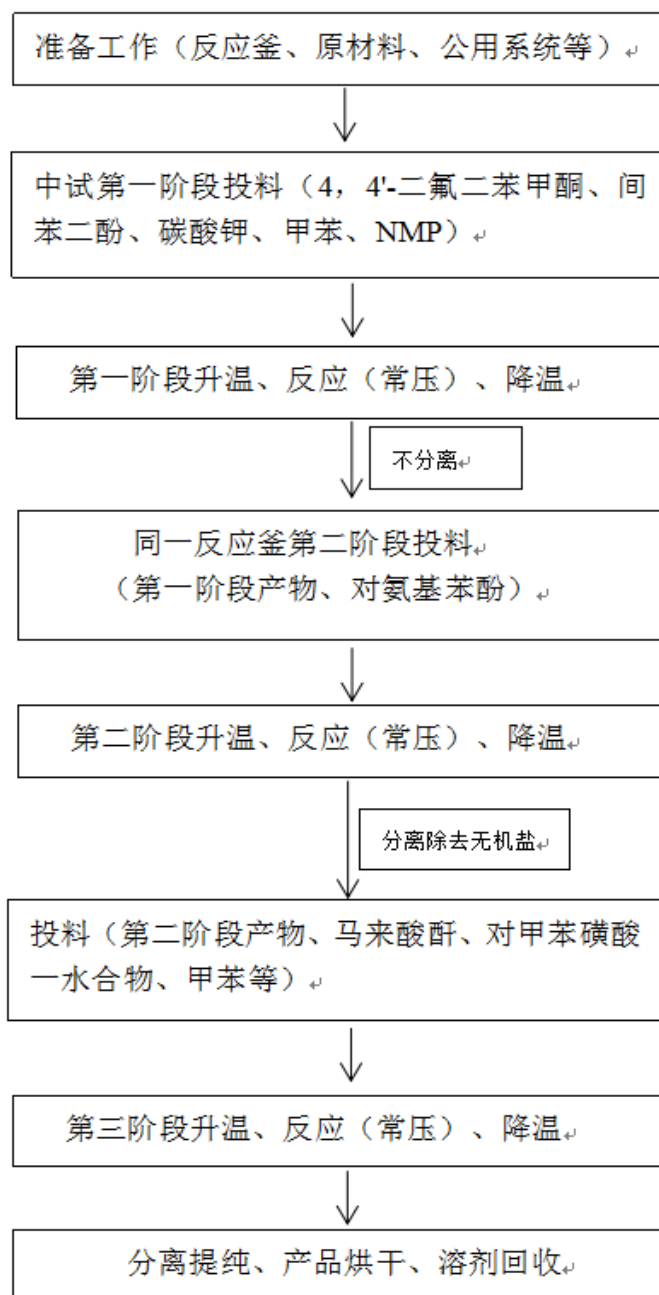 准备工作（反应釜、原材料、公用系统等）
中试第一阶段投料（4，4'-二氟二苯甲酮、间
苯二酚、碳酸钾、甲苯、NMP）
第一阶段升温、反应（常压）、降温
不分离
同一反应釜第二阶段投料
（第一阶段产物、对氨基苯酚）
第二阶段升温、反应（常压）、降温
分离除去无机盐
投料（第二阶段产物、马来酸酐、对甲苯磺酸
一水合物、甲苯等）
第三阶段升温、反应（常压）、降温
分离提纯、产品烘干、溶剂回收